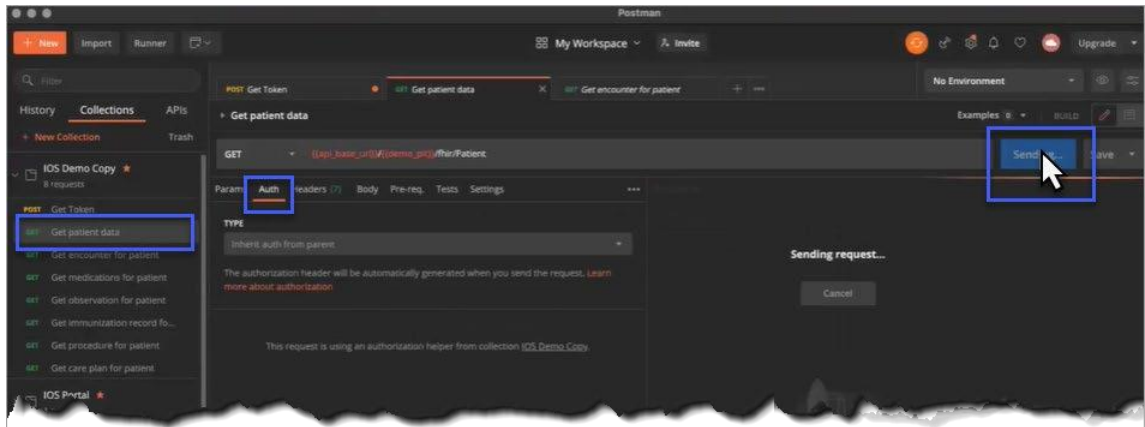 Postman
+ New Import Runner
My Workspace Invite Upgrade
Filter
History Collections APIs
+ New Collection Trash
IOS Demo Copy
8 requests
POST Get Token
GET Get patient data
GET Get encounter for patient
GET Get medications for patient
GET Get observation for patient
GET Get immunization record fo...
GET Get procedure for patient
GET Get care plan for patient
IOS Portal
POST Get Token
GET Get patient data X
GET Get encounter for patient + ...
No Environment
Get patient data
Examples 0 BUILD
GET {{api_base_url}}/{{demo_pit}}/fhir/Patient
Save
Param Auth Headers (7) Body Pre-req. Tests Settings
TYPE
Inherit auth from parent
The authorization header will be automatically generated when you send the request. Learn
more about authorization
This request is using an authorization helper from collection IOS Demo Copy.
Sending request...
Cancel